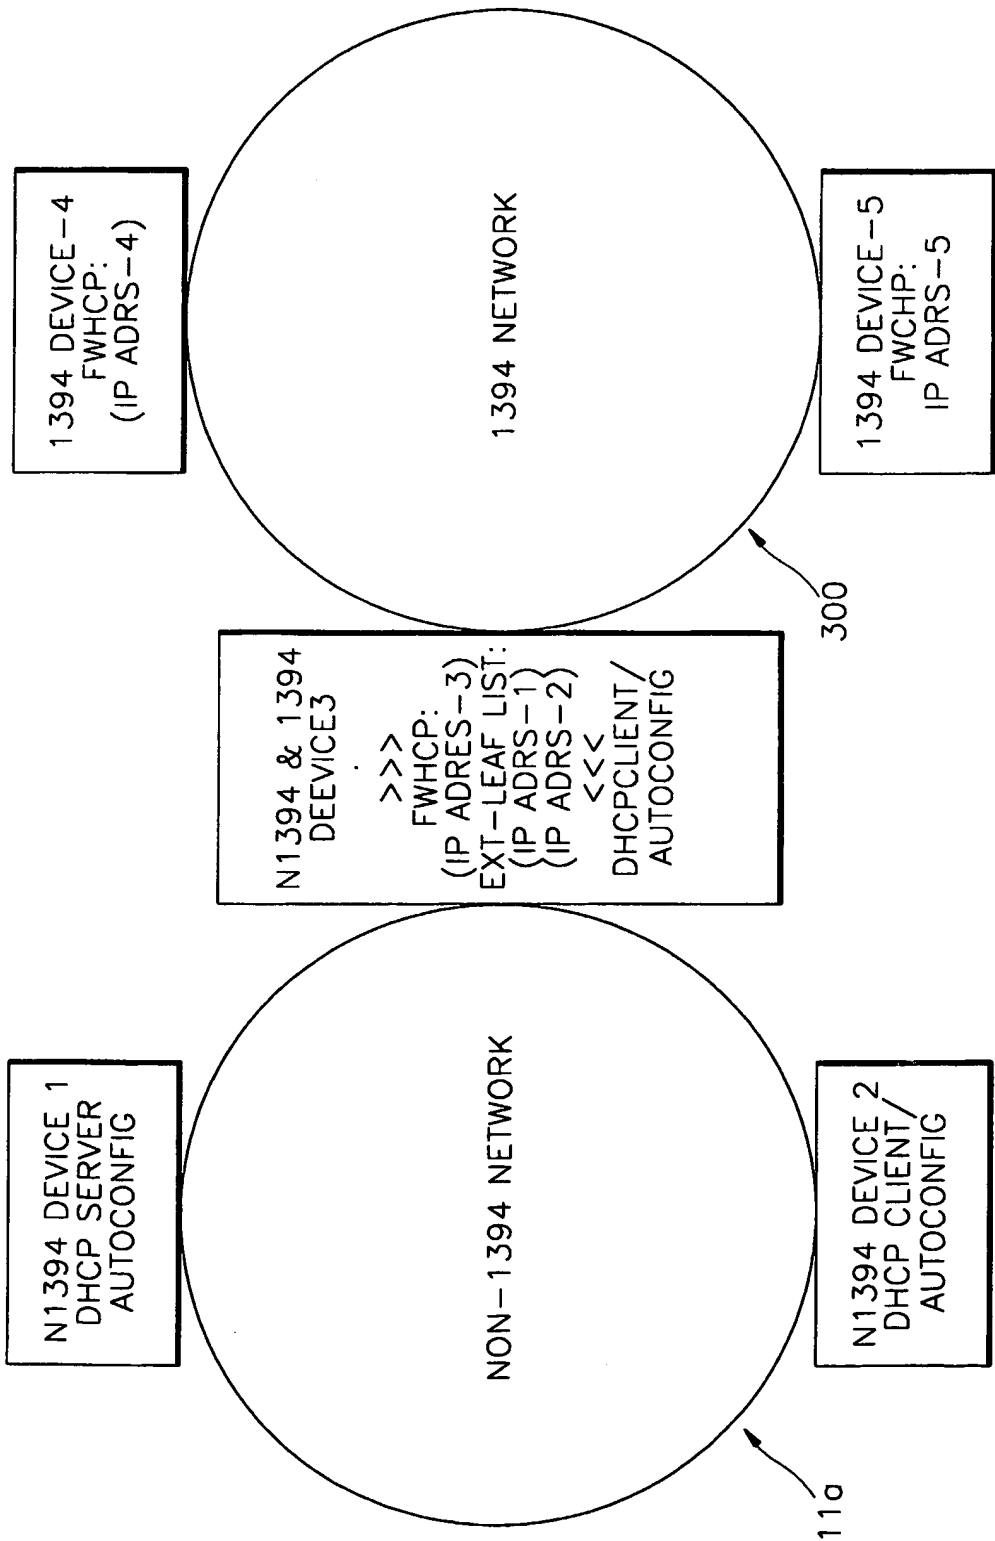 N1394 DEVICE 1
DHCP SERVER
AUTOCONFIG
NON-1394 NETWORK
N1394 DEVICE 2
DHCP CLIENT/
AUTOCONFIG
11a
N1394 & 1394
DEEVICE3
>>>
FWHCP:
(IP ADRES-3)
EXT-LEAF LIST:
(IP ADRS-1)
(IP ADRS-2)
<<<
DHCPCLIENT/
AUTOCONFIG
1394 DEVICE-4
FWHCP:
(IP ADRS-4)
1394 NETWORK
1394 DEVICE-5
FWCHP:
IP ADRS-5
300